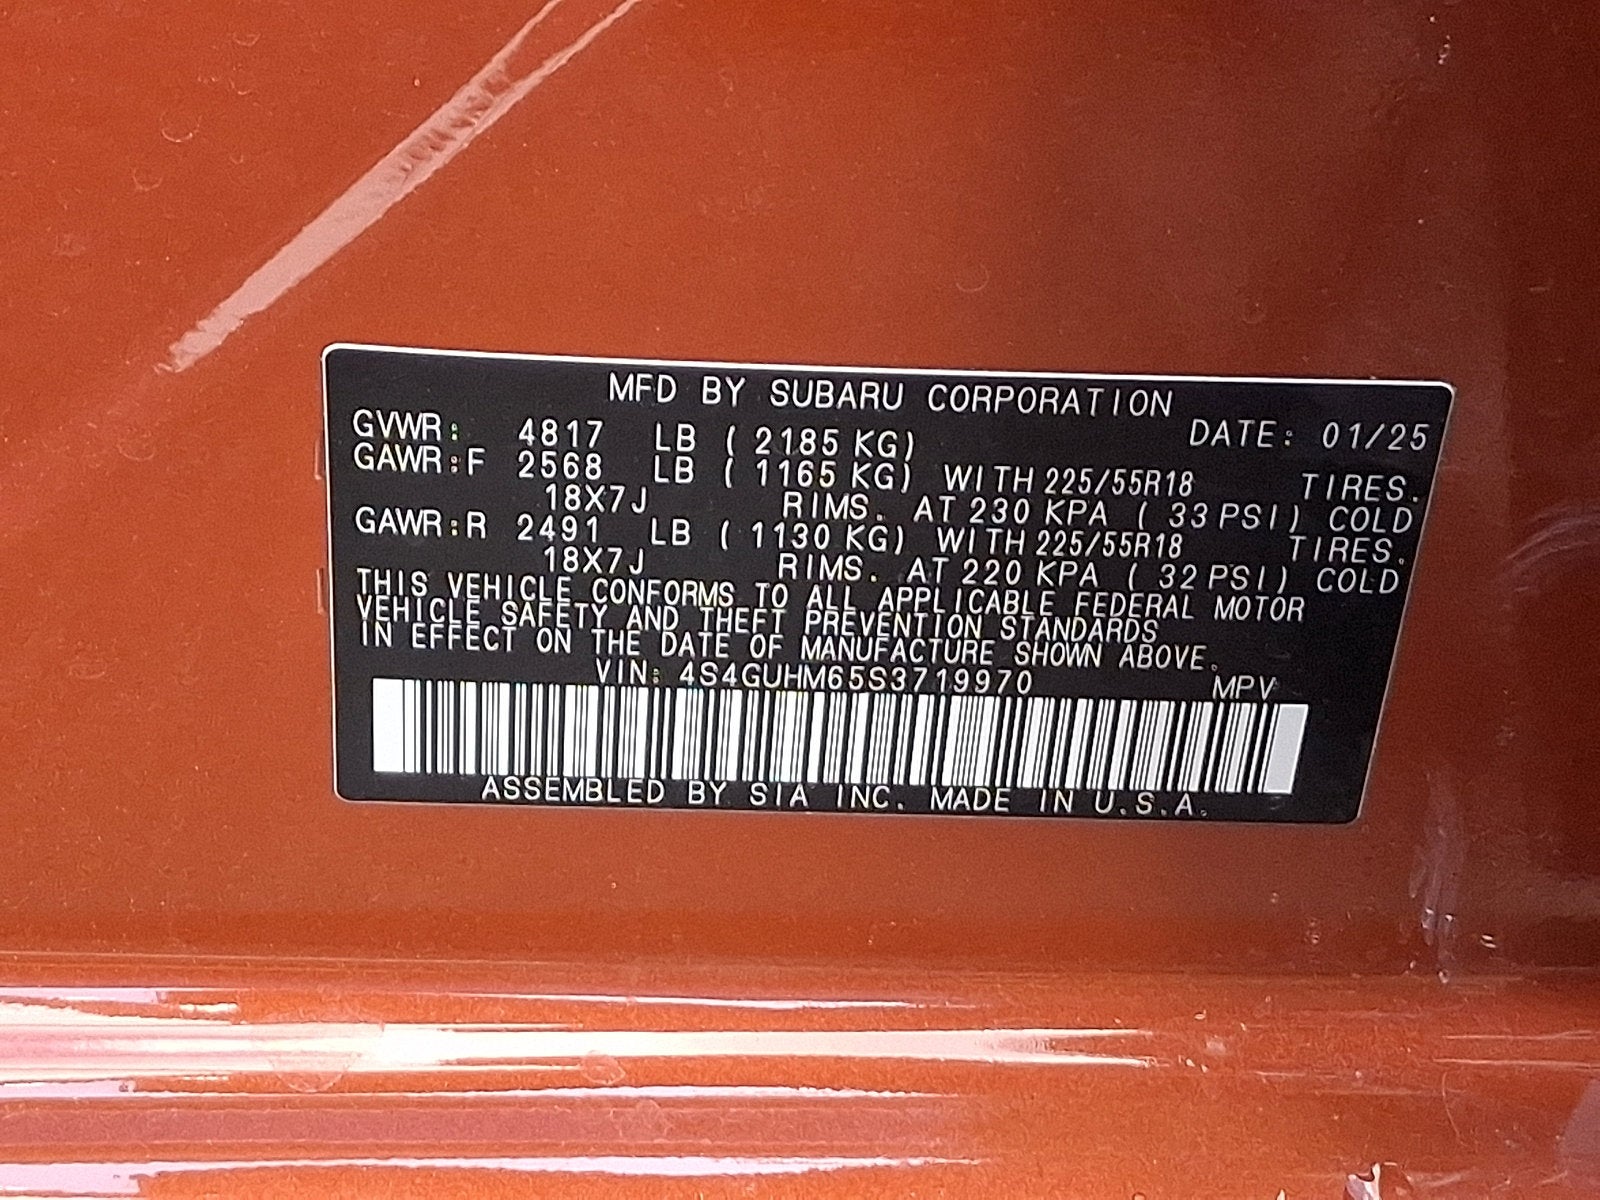 MFD BY SUBARU CORPORATION
GVWR: 4817 LB ( 2185 KG) DATE: 01/25
GAWR:F 2568 LB ( 1165 KG) WITH 225/55R18 TIRES.
18X7J RIMS. AT 230 KPA ( 33 PSI) COLD
GAWR:R 2491 LB ( 1130 KG) WITH 225/55R18 TIRES.
18X7J RIMS. AT 220 KPA ( 32 PSI) COLD
THIS VEHICLE CONFORMS TO ALL APPLICABLE FEDERAL MOTOR
VEHICLE SAFETY AND THEFT PREVENTION STANDARDS
IN EFFECT ON THE DATE OF MANUFACTURE SHOWN ABOVE.
VIN: 4S4GUHM65S3719970 MPV
ASSEMBLED BY SIA INC. MADE IN U.S.A.